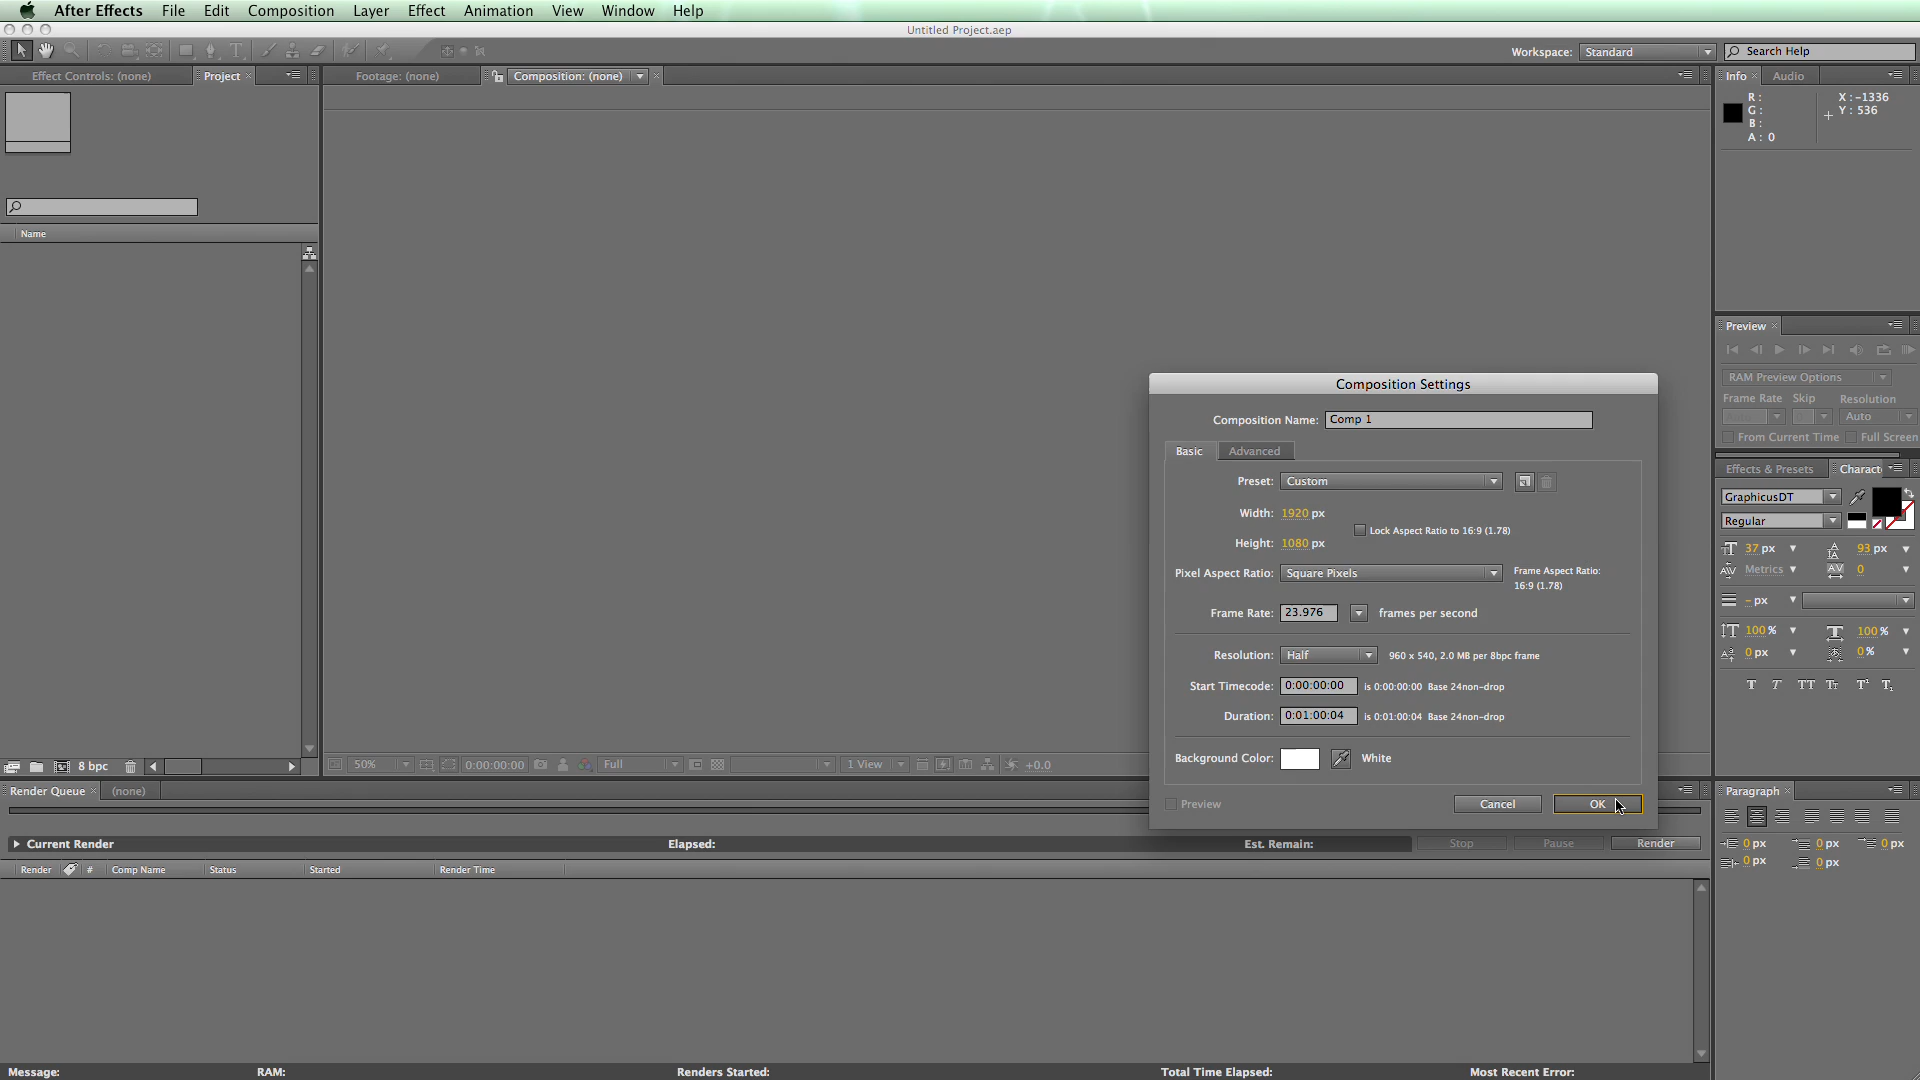 After Effects File Edit Composition Layer Effect Animation View Window Help
Untitled Project.aep
Workspace: Standard Search Help
Effect Controls: (none) Project Footage: (none) Composition: (none) Info Audio
R: X: -1336
G: Y: 536
B:
A: 0
Name
Preview
RAM Preview Options
Frame Rate Skip Resolution
Auto
From Current Time Full Screen
Composition Settings
Composition Name: Comp 1
Basic Advanced
Preset: Custom
Width: 1920 px
Lock Aspect Ratio to 16:9 (1.78)
Height: 1080 px
Pixel Aspect Ratio: Square Pixels Frame Aspect Ratio:
16:9 (1.78)
Frame Rate: 23.976 frames per second
Resolution: Half 960 x 540, 2.0 MB per 8bpc frame
Start Timecode: 0:00:00:00 is 0:00:00:00 Base 24non-drop
Duration: 0:01:00:04 is 0:01:00:04 Base 24non-drop
Background Color: White
Preview Cancel OK
Effects & Presets Charact
GraphicusDT
Regular
37 px 93 px
Metrics 0
- px
100 % 100 %
0 px 0 %
T T TT Tt T¹ T₁
8 bpc 50% 0:00:00:00 Full 1 View +0.0
Render Queue (none) Paragraph
Current Render Elapsed: Est. Remain: Stop Pause Render
0 px 0 px 0 px
0 px 0 px
Render # Comp Name Status Started Render Time
Message: RAM: Renders Started: Total Time Elapsed: Most Recent Error: